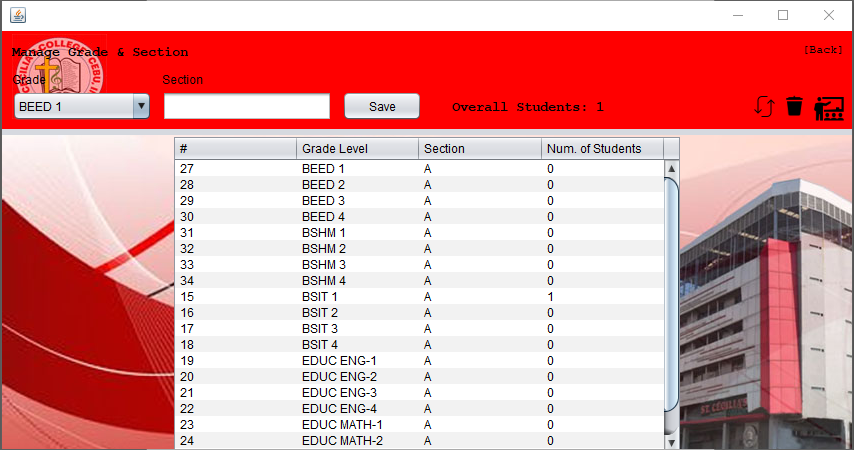 Manage Grade & Section
[Back]
Grade
Section
BEED 1
Save
Overall Students: 1
# Grade Level Section Num. of Students
27 BEED 1 A 0
28 BEED 2 A 0
29 BEED 3 A 0
30 BEED 4 A 0
31 BSHM 1 A 0
32 BSHM 2 A 0
33 BSHM 3 A 0
34 BSHM 4 A 0
15 BSIT 1 A 1
16 BSIT 2 A 0
17 BSIT 3 A 0
18 BSIT 4 A 0
19 EDUC ENG-1 A 0
20 EDUC ENG-2 A 0
21 EDUC ENG-3 A 0
22 EDUC ENG-4 A 0
23 EDUC MATH-1 A 0
24 EDUC MATH-2 A 0
ST. CECILIA'S